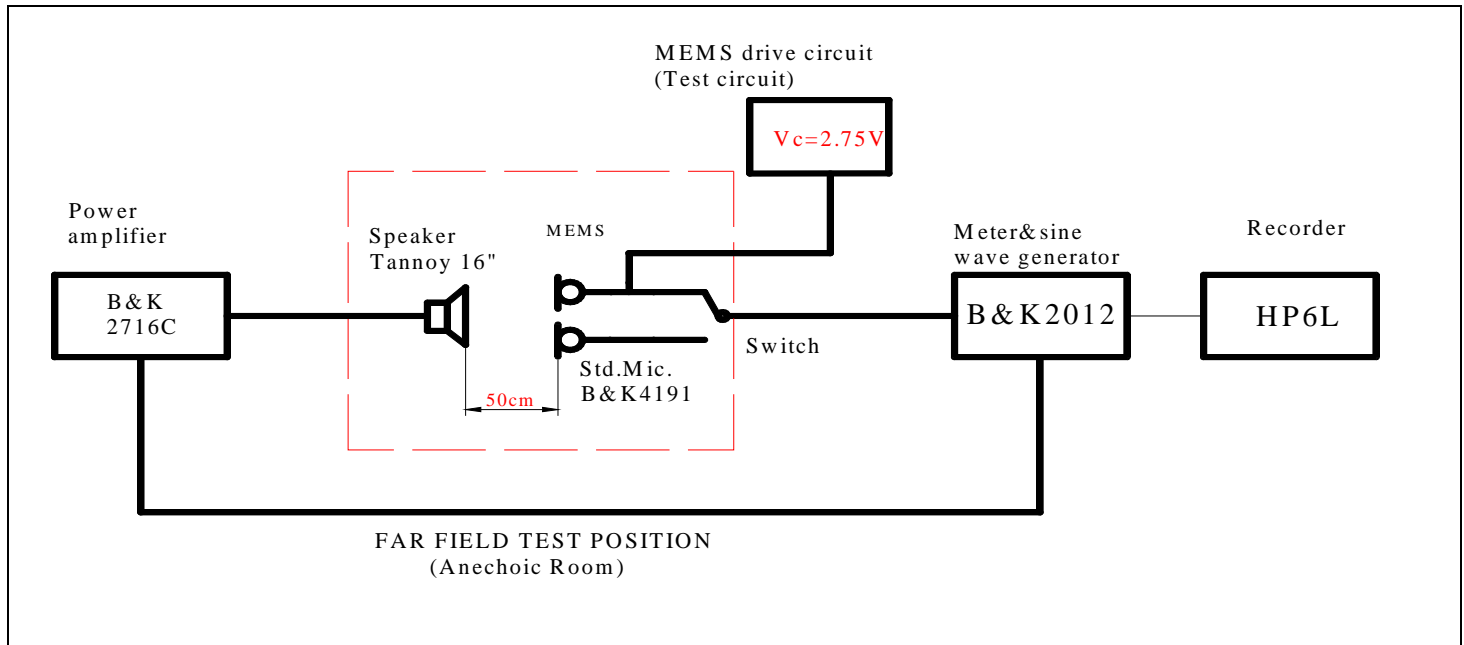 MEMS drive circuit
(Test circuit)
Vc=2.75V
Power
amplifier
B&K
2716C
Speaker
Tannoy 16"
MEMS
Std.Mic.
B&K4191
50cm
Switch
Meter&sine
wave generator
B&K2012
Recorder
HP6L
FAR FIELD TEST POSITION
(Anechoic Room)